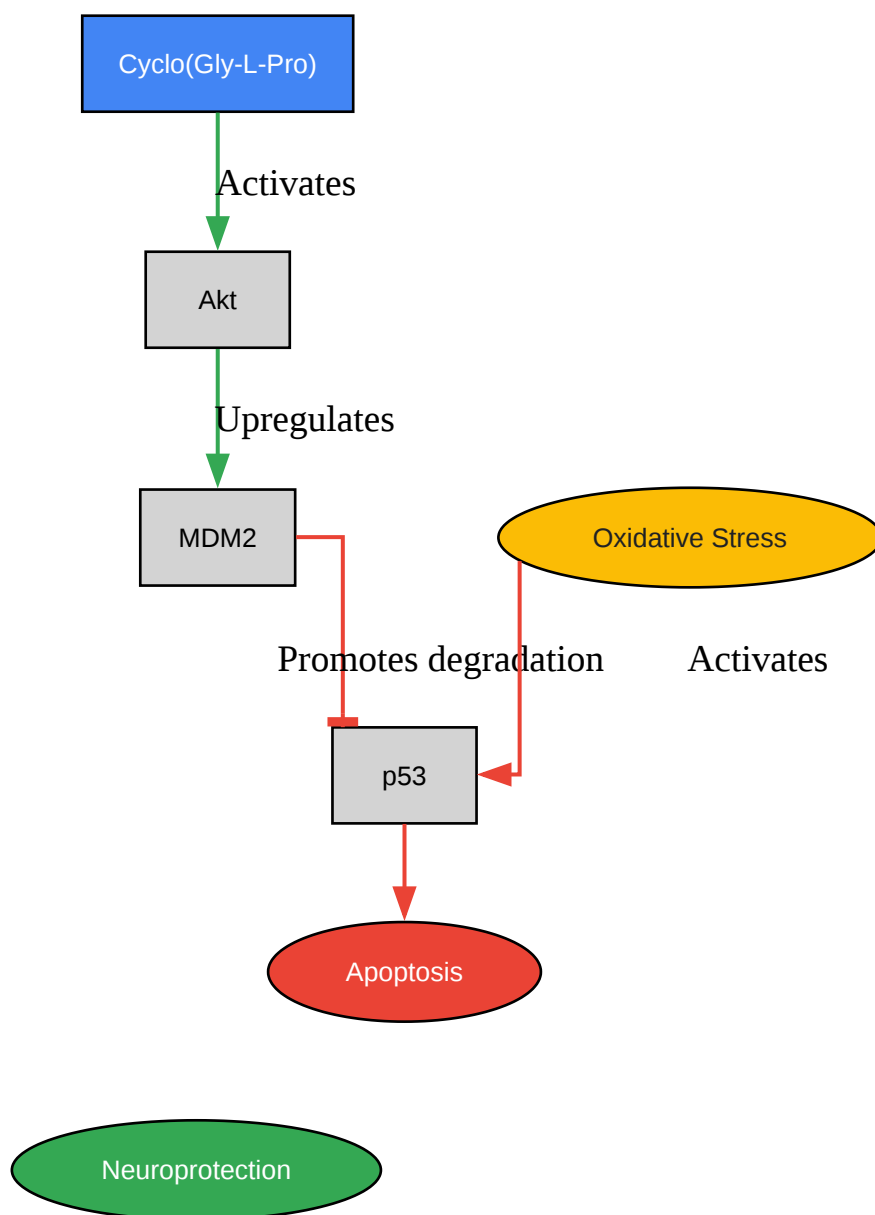 Cyclo(Gly-L-Pro)
Activates
Akt
Upregulates
MDM2
Oxidative Stress
Promotes degradation
Activates
p53
Apoptosis
Neuroprotection